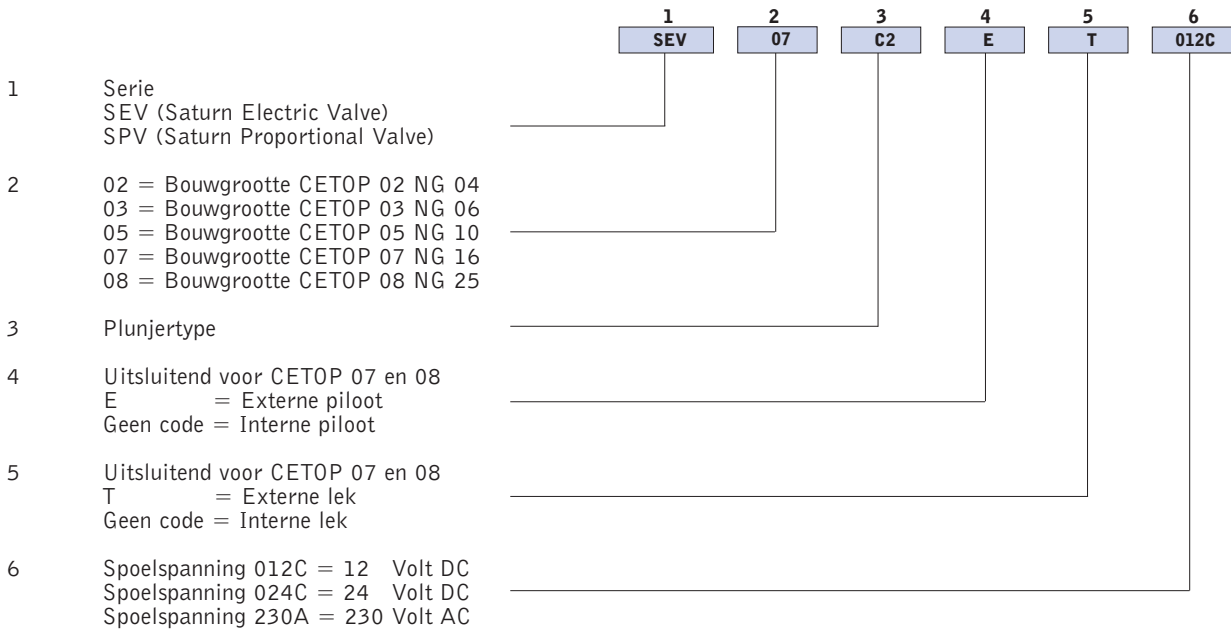 1 2 3 4 5 6
SEV 07 C2 E T 012C
1 Serie
SEV (Saturn Electric Valve)
SPV (Saturn Proportional Valve)
2 02 = Bouwgrootte CETOP 02 NG 04
03 = Bouwgrootte CETOP 03 NG 06
05 = Bouwgrootte CETOP 05 NG 10
07 = Bouwgrootte CETOP 07 NG 16
08 = Bouwgrootte CETOP 08 NG 25
3 Plunjertype
4 Uitsluitend voor CETOP 07 en 08
E = Externe piloot
Geen code = Interne piloot
5 Uitsluitend voor CETOP 07 en 08
T = Externe lek
Geen code = Interne lek
6 Spoelspanning 012C = 12 Volt DC
Spoelspanning 024C = 24 Volt DC
Spoelspanning 230A = 230 Volt AC